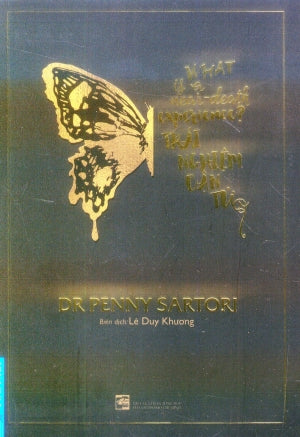 WHAT
is a
near-death
experience?
TRẢI
NGHIỆM
CẬN
TỬ
DR PENNY SARTORI
Biên dịch: Lê Duy Khương